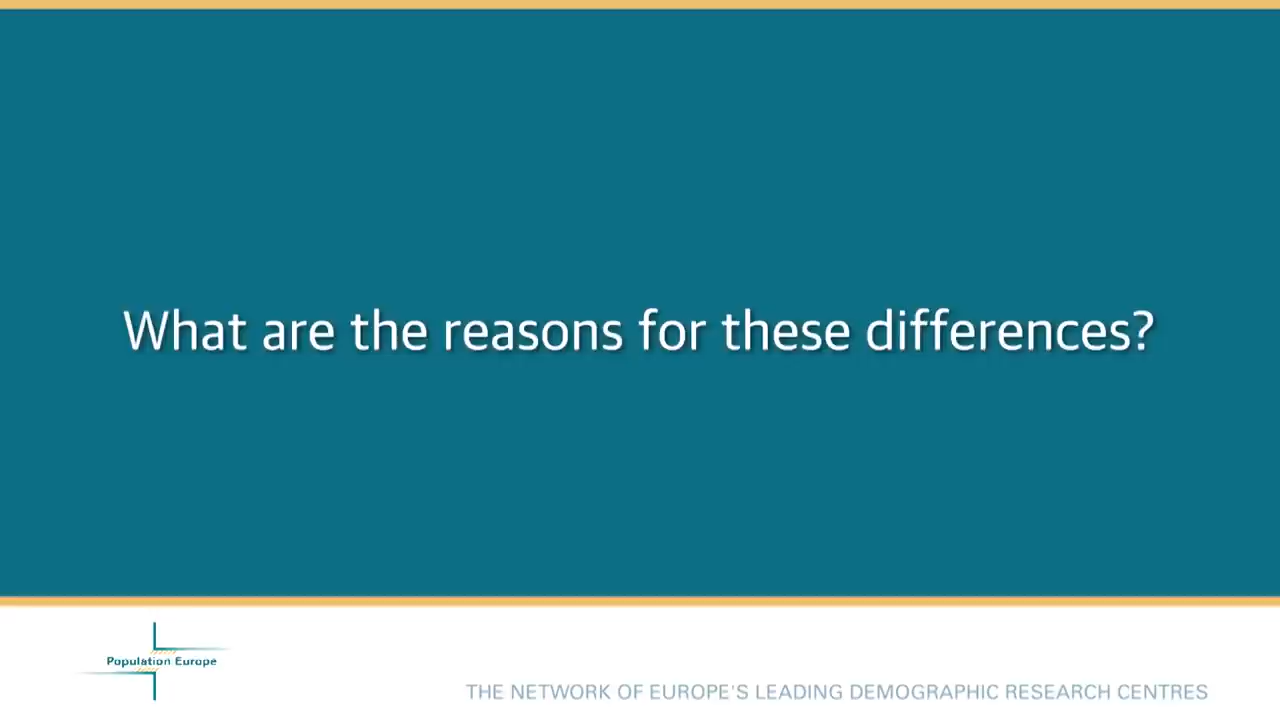 What are the reasons for these differences?
Population Europe
THE NETWORK OF EUROPE'S LEADING DEMOGRAPHIC RESEARCH CENTRES